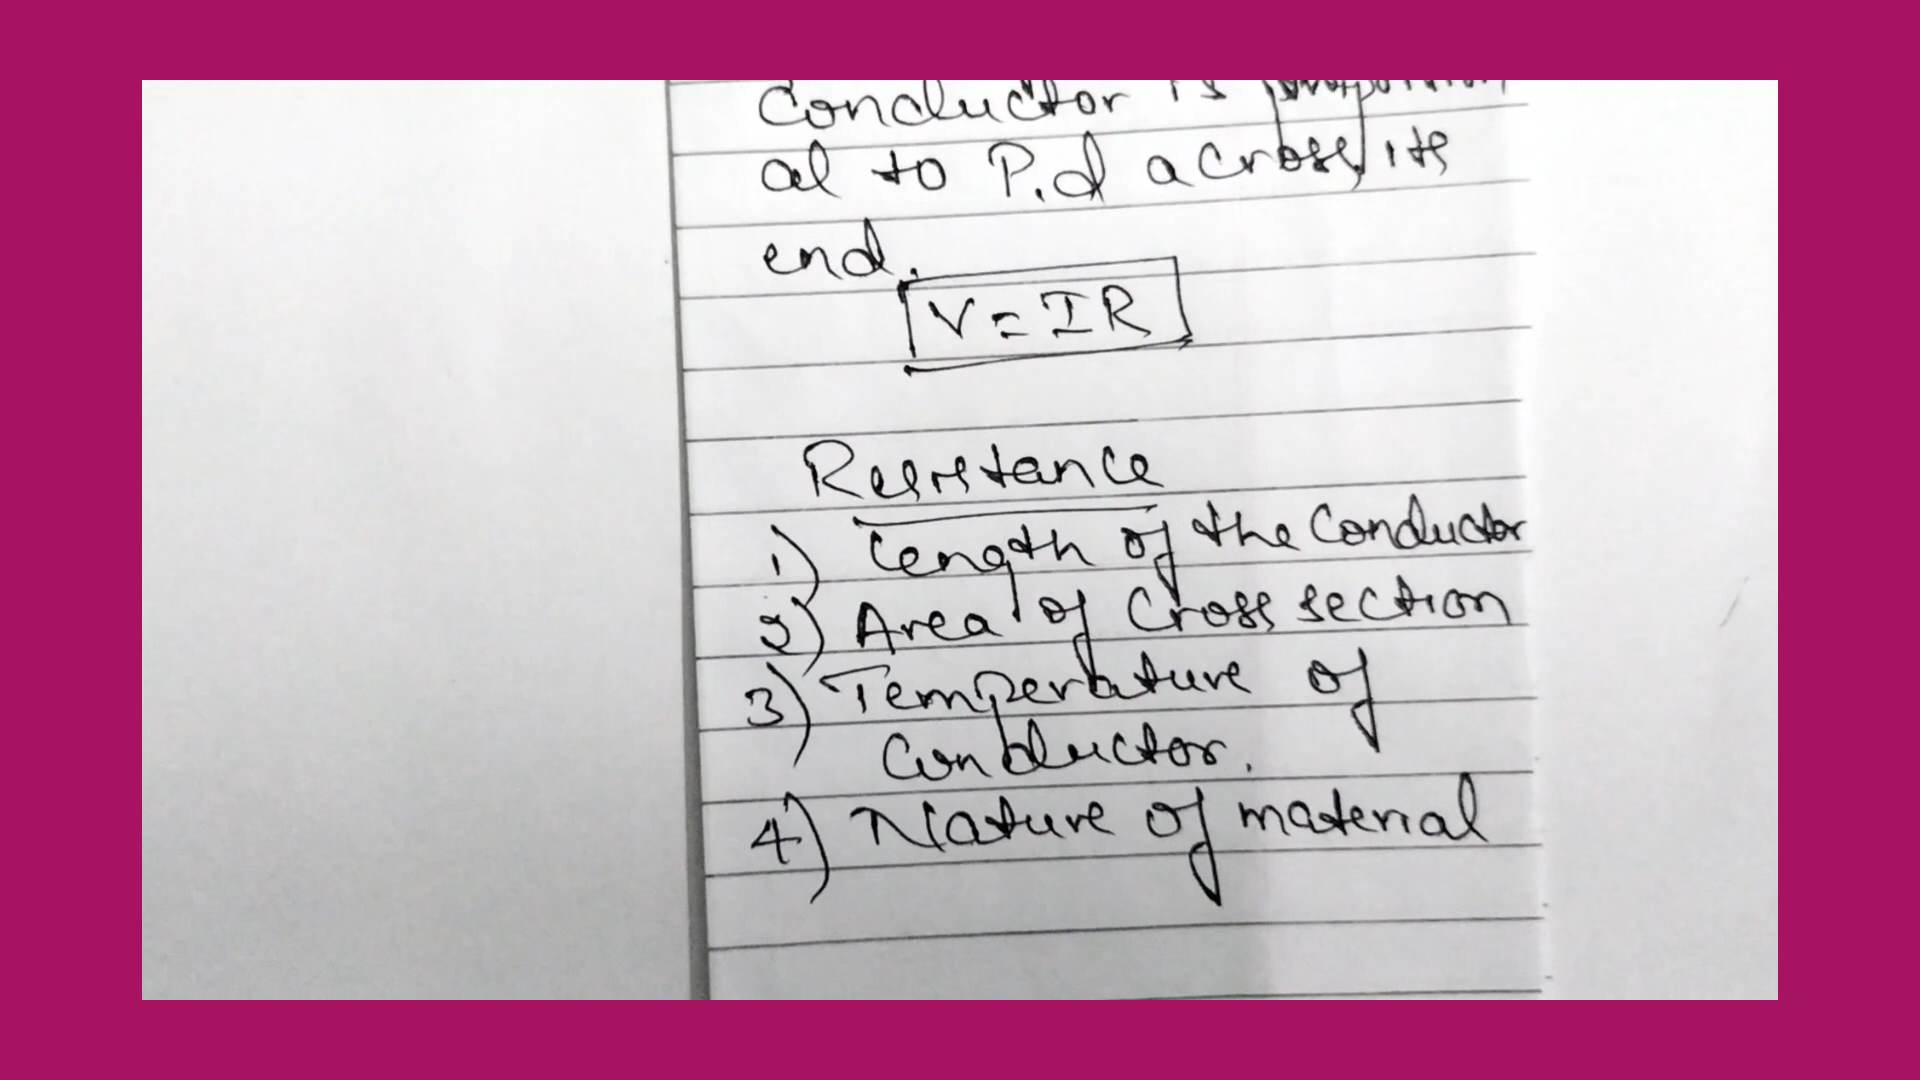 Conductor is proportion
al to P.d across its
end.
V = IR
Resistance
1) Length of the Conductor
2) Area of Cross section
3) Temperature of
Conductor.
4) Nature of material